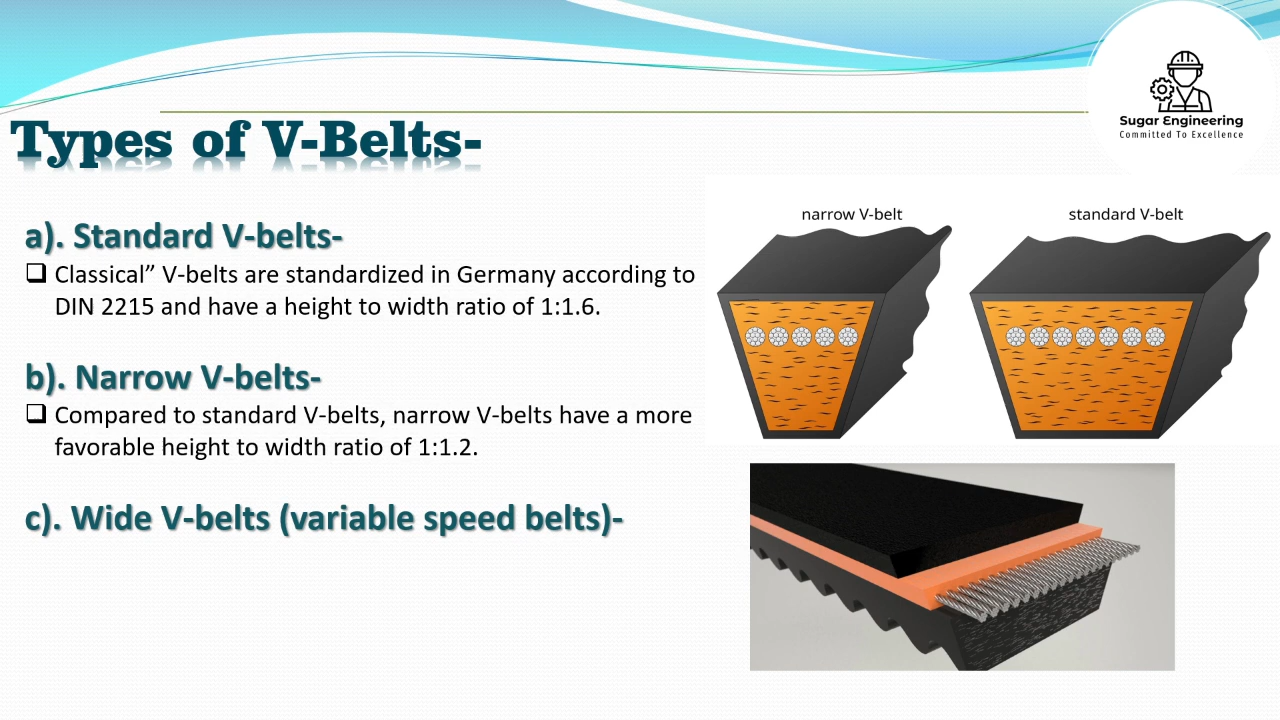 Sugar Engineering
Committed To Excellence
Types of V-Belts-
a). Standard V-belts-
Classical” V-belts are standardized in Germany according to
DIN 2215 and have a height to width ratio of 1:1.6.
b). Narrow V-belts-
Compared to standard V-belts, narrow V-belts have a more
favorable height to width ratio of 1:1.2.
c). Wide V-belts (variable speed belts)-
narrow V-belt
standard V-belt